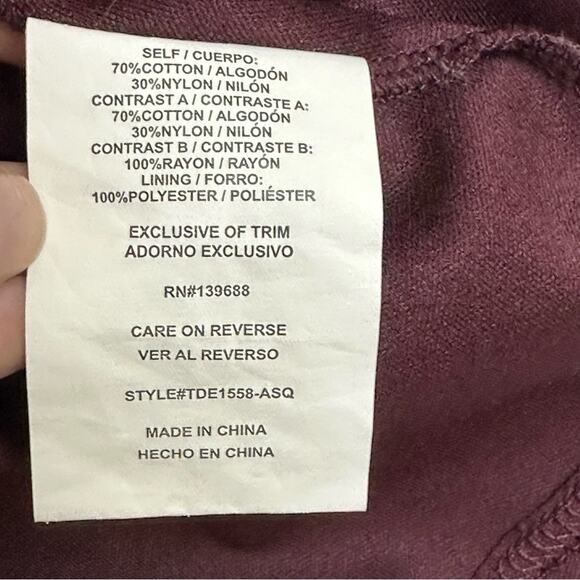 SELF / CUERPO:
70%COTTON / ALGODÓN
30%NYLON / NILÓN
CONTRAST A / CONTRASTE A:
70%COTTON / ALGODÓN
30%NYLON / NILÓN
CONTRAST B / CONTRASTE B:
100%RAYON / RAYÓN
LINING / FORRO:
100%POLYESTER / POLIÉSTER
EXCLUSIVE OF TRIM
ADORNO EXCLUSIVO
RN#139688
CARE ON REVERSE
VER AL REVERSO
STYLE#TDE1558-ASQ
MADE IN CHINA
HECHO EN CHINA